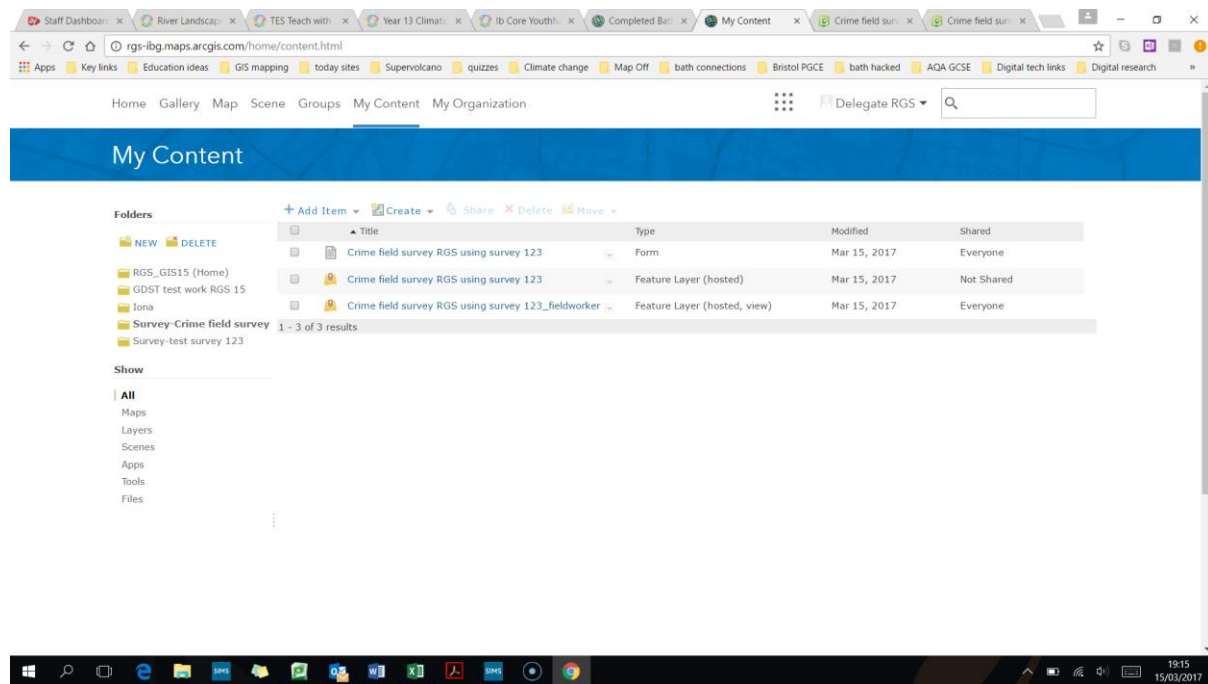 Staff Dashboar River Landscap TES Teach with Year 13 Climat Ib Core Youthfu Completed Bat My Content Crime field surv Crime field surv
rgs-ibg.maps.arcgis.com/home/content.html
Apps Key links Education ideas GIS mapping today sites Supervolcano quizzes Climate change Map Off bath connections Bristol PGCE bath hacked AQA GCSE Digital tech links Digital research »
Home Gallery Map Scene Groups My Content My Organization Delegate RGS
My Content
Folders
NEW DELETE
RGS_GIS15 (Home)
GDST test work RGS 15
Iona
Survey-Crime field survey
Survey-test survey 123
Show
All
Maps
Layers
Scenes
Apps
Tools
Files
+ Add Item Create Share Delete Move
Title Type Modified Shared
Crime field survey RGS using survey 123 Form Mar 15, 2017 Everyone
Crime field survey RGS using survey 123 Feature Layer (hosted) Mar 15, 2017 Not Shared
Crime field survey RGS using survey 123_fieldworker Feature Layer (hosted, view) Mar 15, 2017 Everyone
1 - 3 of 3 results
SIMS SIMS
19:15
15/03/2017